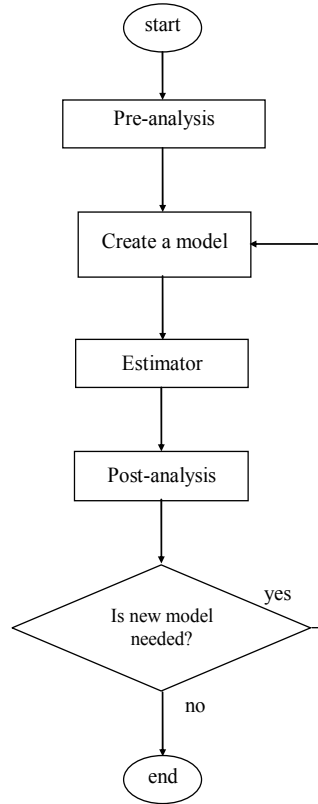 start
Pre-analysis
Create a model
Estimator
Post-analysis
Is new model
needed?
yes
no
end